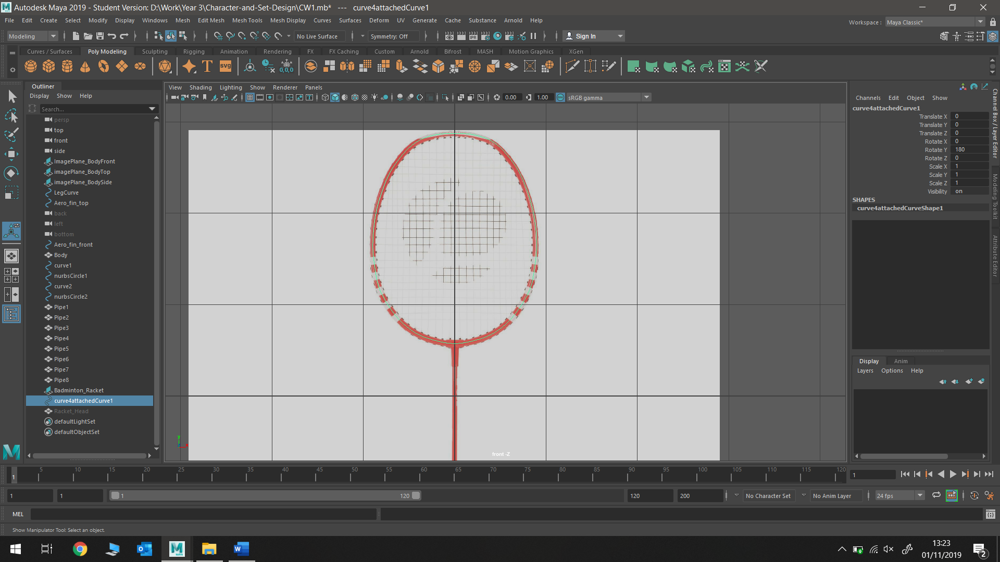 Autodesk Maya 2019 - Student Version: D:\Work\Year 3\Character-and-Set-Design\CW1.mb*   ---   curve4attachedCurve1
File Edit Create Select Modify Display Windows Mesh Edit Mesh Mesh Tools Mesh Display Curves Surfaces Deform UV Generate Cache Substance Arnold Help
Workspace : Maya Classic*
Modeling No Live Surface Symmetry: Off IPR Sign In
Curves / Surfaces Poly Modeling Sculpting Rigging Animation Rendering FX FX Caching Custom Arnold Bifrost MASH Motion Graphics XGen
T SVG 0,0,0
Outliner
Display Show Help
Search...
persp
top
front
side
ImagePlane_BodyFront
imagePlane_BodyTop
imagePlane_BodySide
LegCurve
Aero_fin_top
back
left
bottom
Aero_fin_front
Body
curve1
nurbsCircle1
curve2
nurbsCircle2
Pipe1
Pipe2
Pipe3
Pipe4
Pipe5
Pipe6
Pipe7
Pipe8
Badminton_Racket
curve4attachedCurve1
Racket_Head
defaultLightSet
defaultObjectSet
View Shading Lighting Show Renderer Panels
0.00 1.00 sRGB gamma
y
front -Z
Channels Edit Object Show
curve4attachedCurve1
Translate X 0
Translate Y 0
Translate Z 0
Rotate X 0
Rotate Y 180
Rotate Z 0
Scale X 1
Scale Y 1
Scale Z 1
Visibility on
SHAPES
curve4attachedCurveShape1
Channel Box / Layer Editor
Modeling Toolkit
Attribute Editor
Display Anim
Layers Options Help
1 5 10 15 20 25 30 35 40 45 50 55 60 65 70 75 80 85 90 95 100 105 110 115 120
1
1 1 1 120 120 200 No Character Set No Anim Layer 24 fps
MEL
Show Manipulator Tool: Select an object.
13:23
01/11/2019
2